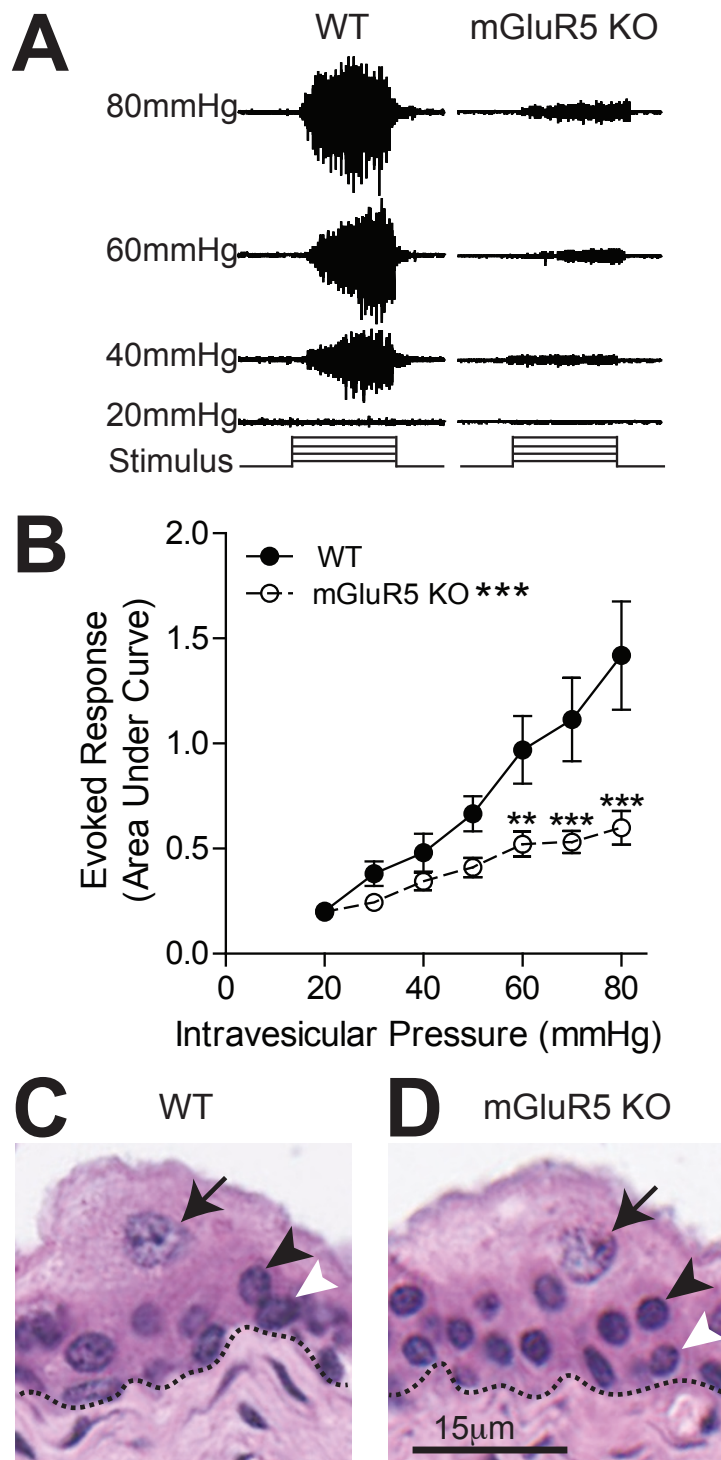 A
WT mGluR5 KO
80mmHg
60mmHg
40mmHg
20mmHg
Stimulus
B
2.0
WT
mGluR5 KO ***
1.5
1.0
0.5
0.0
Evoked Response
(Area Under Curve)
** *** ***
0 20 40 60 80
Intravesicular Pressure (mmHg)
C WT
D mGluR5 KO
15μm